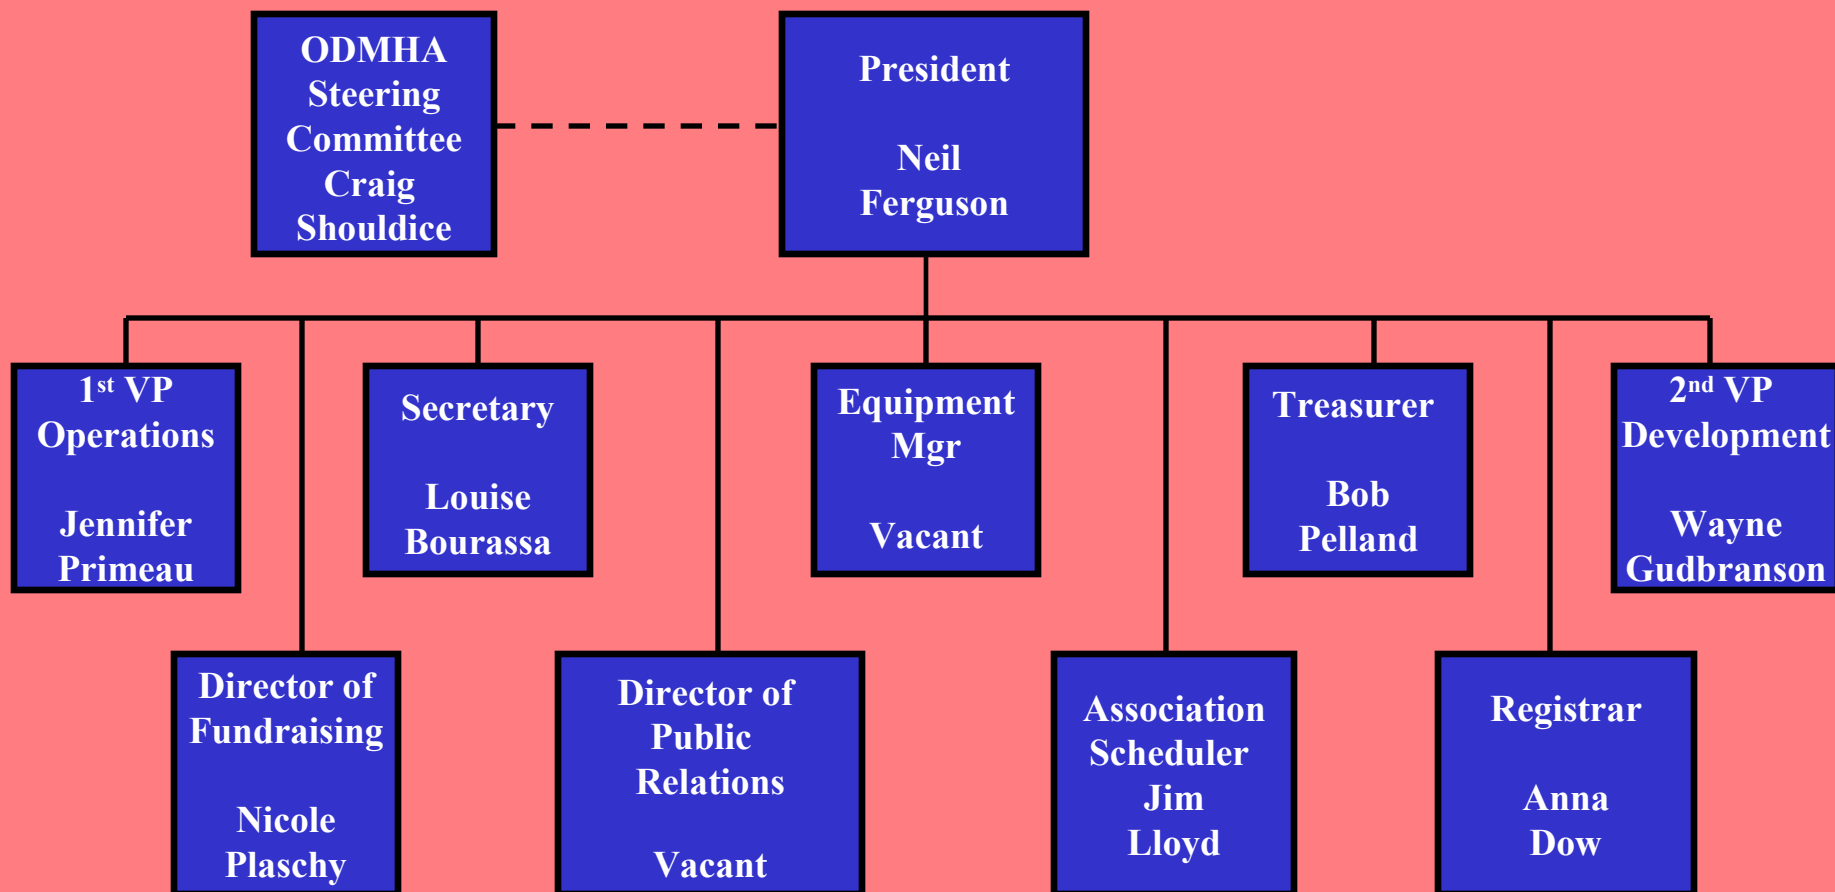 ODMHA
Steering
Committee
Craig
Shouldice
President
Neil
Ferguson
1st VP
Operations
Jennifer
Primeau
Secretary
Louise
Bourassa
Equipment
Mgr
Vacant
Treasurer
Bob
Pelland
2nd VP
Development
Wayne
Gudbranson
Director of
Fundraising
Nicole
Plaschy
Director of
Public
Relations
Vacant
Association
Scheduler
Jim
Lloyd
Registrar
Anna
Dow